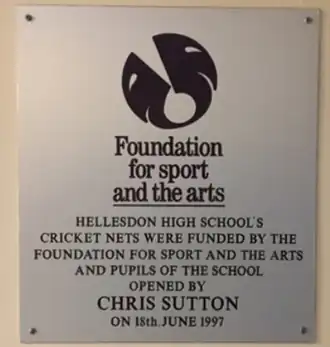 Foundation
for sport
and the arts
HELLESDON HIGH SCHOOL'S
CRICKET NETS WERE FUNDED BY THE
FOUNDATION FOR SPORT AND THE ARTS
AND PUPILS OF THE SCHOOL
OPENED BY
CHRIS SUTTON
ON 18th. JUNE 1997